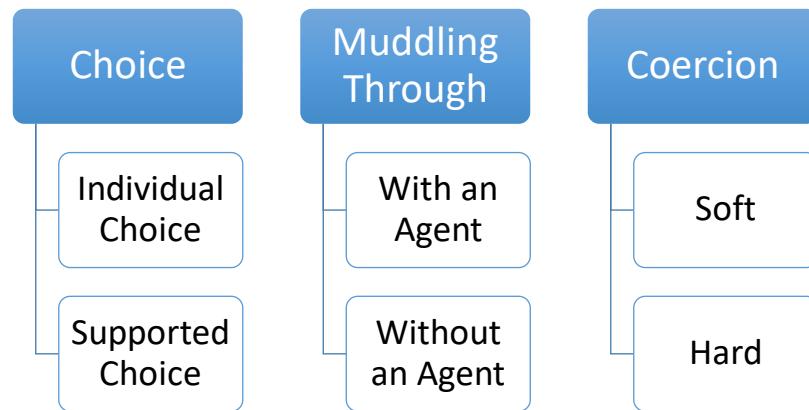 Choice
Individual
Choice
Supported
Choice
Muddling
Through
With an
Agent
Without
an Agent
Coercion
Soft
Hard